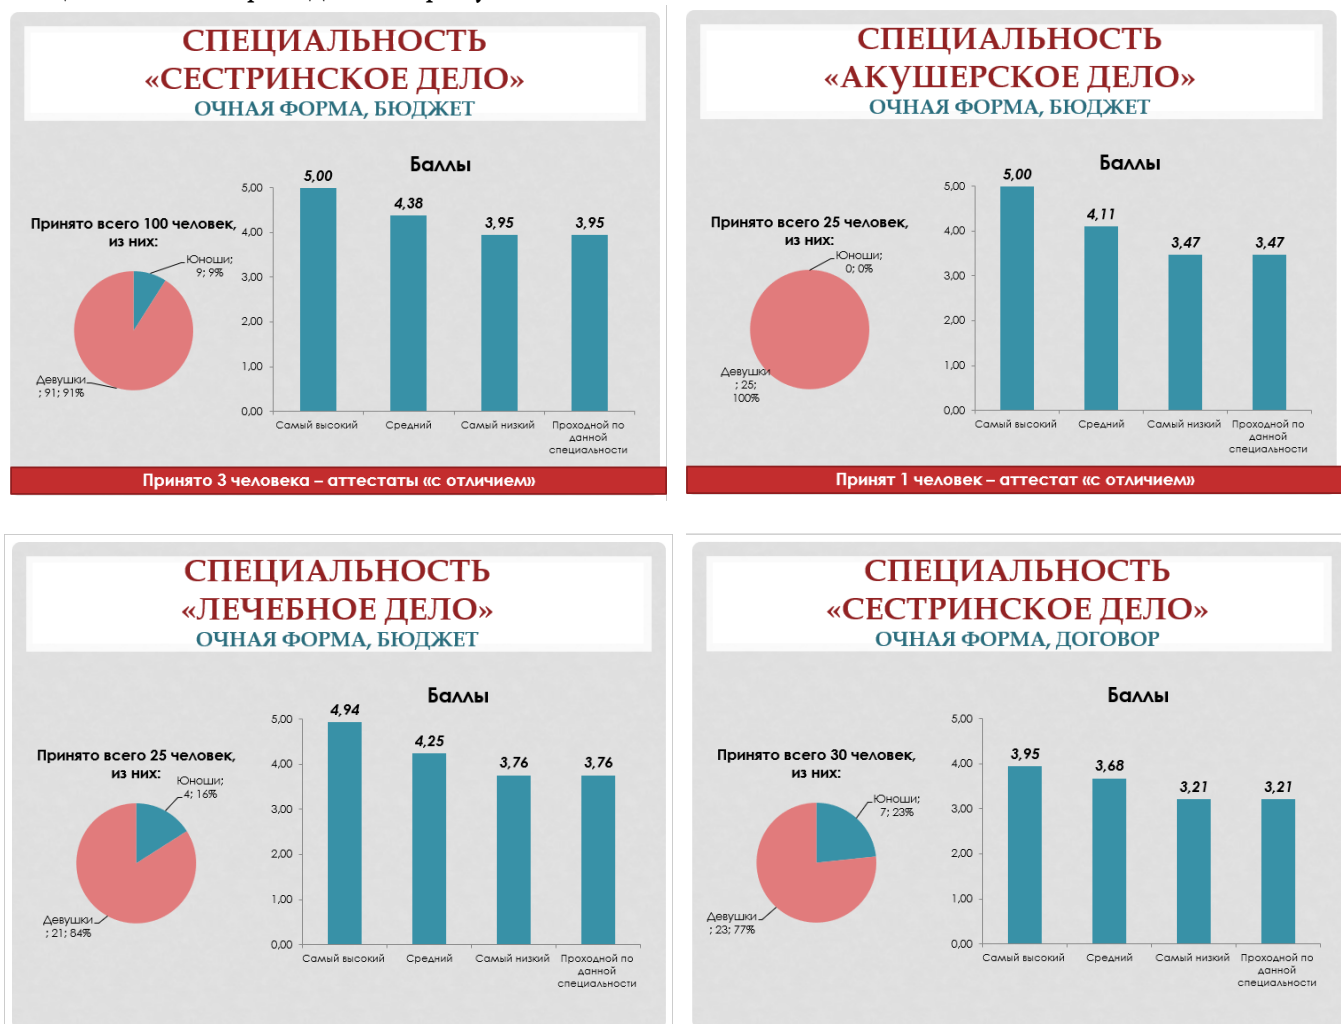 СПЕЦИАЛЬНОСТЬ
«СЕСТРИНСКОЕ ДЕЛО»
ОЧНАЯ ФОРМА, БЮДЖЕТ
Принято всего 100 человек,
из них:
Юноши;
9; 9%
Девушки
; 91; 91%
Баллы
5,00
4,00
3,00
2,00
1,00
0,00
5,00
4,38
3,95
3,95
Самый высокий
Средний
Самый низкий
Проходной по
данной
специальности
Принято 3 человека – аттестаты «с отличием»
СПЕЦИАЛЬНОСТЬ
«АКУШЕРСКОЕ ДЕЛО»
ОЧНАЯ ФОРМА, БЮДЖЕТ
Принято всего 25 человек,
из них:
Юноши;
0; 0%
Девушки
; 25;
100%
Баллы
5,00
4,00
3,00
2,00
1,00
0,00
5,00
4,11
3,47
3,47
Самый высокий
Средний
Самый низкий
Проходной по
данной
специальности
Принят 1 человек – аттестат «с отличием»
СПЕЦИАЛЬНОСТЬ
«ЛЕЧЕБНОЕ ДЕЛО»
ОЧНАЯ ФОРМА, БЮДЖЕТ
Принято всего 25 человек,
из них:
Юноши;
4; 16%
Девушки
; 21; 84%
Баллы
5,00
4,00
3,00
2,00
1,00
0,00
4,94
4,25
3,76
3,76
Самый высокий
Средний
Самый низкий
Проходной по
данной
специальности
СПЕЦИАЛЬНОСТЬ
«СЕСТРИНСКОЕ ДЕЛО»
ОЧНАЯ ФОРМА, ДОГОВОР
Принято всего 30 человек,
из них:
Юноши;
7; 23%
Девушки
; 23; 77%
Баллы
5,00
4,00
3,00
2,00
1,00
0,00
3,95
3,68
3,21
3,21
Самый высокий
Средний
Самый низкий
Проходной по
данной
специальности